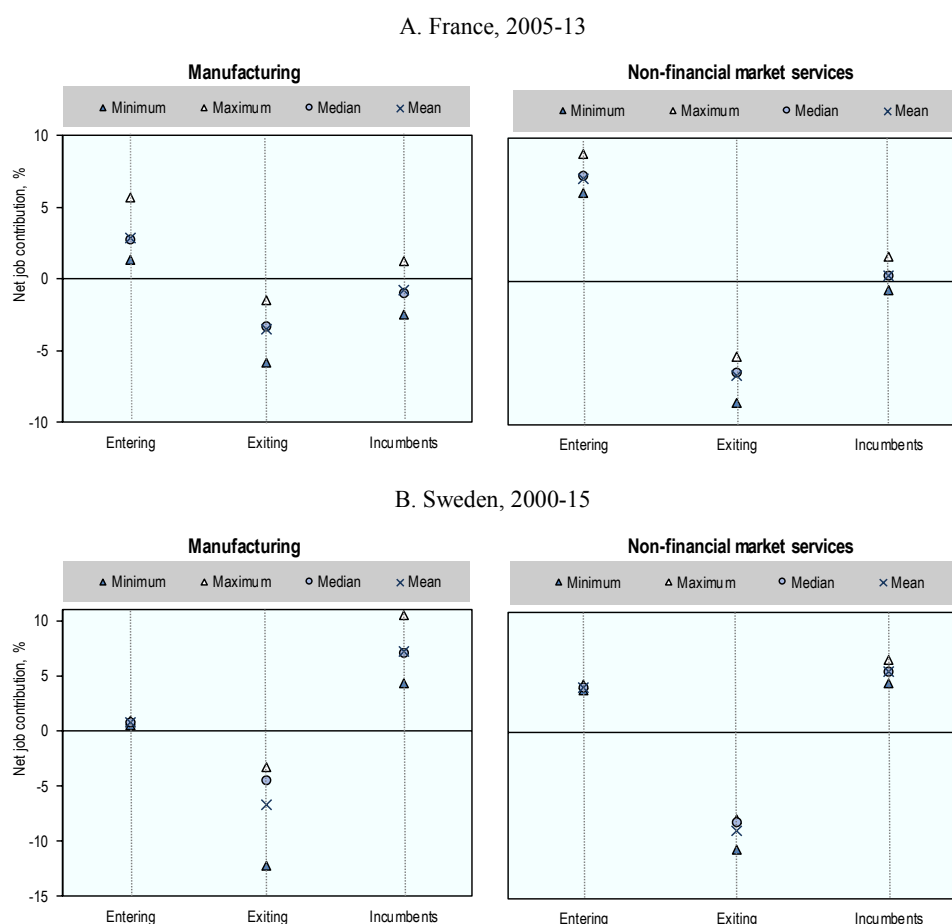 A. France, 2005-13
Manufacturing
Minimum Maximum Median Mean
Net job contribution, %
10
5
0
-5
-10
Entering Exiting Incumbents
Non-financial market services
Minimum Maximum Median Mean
Entering Exiting Incumbents
B. Sweden, 2000-15
Manufacturing
Minimum Maximum Median Mean
Net job contribution, %
10
5
0
-5
-10
-15
Entering Exiting Incumbents
Non-financial market services
Minimum Maximum Median Mean
Entering Exiting Incumbents